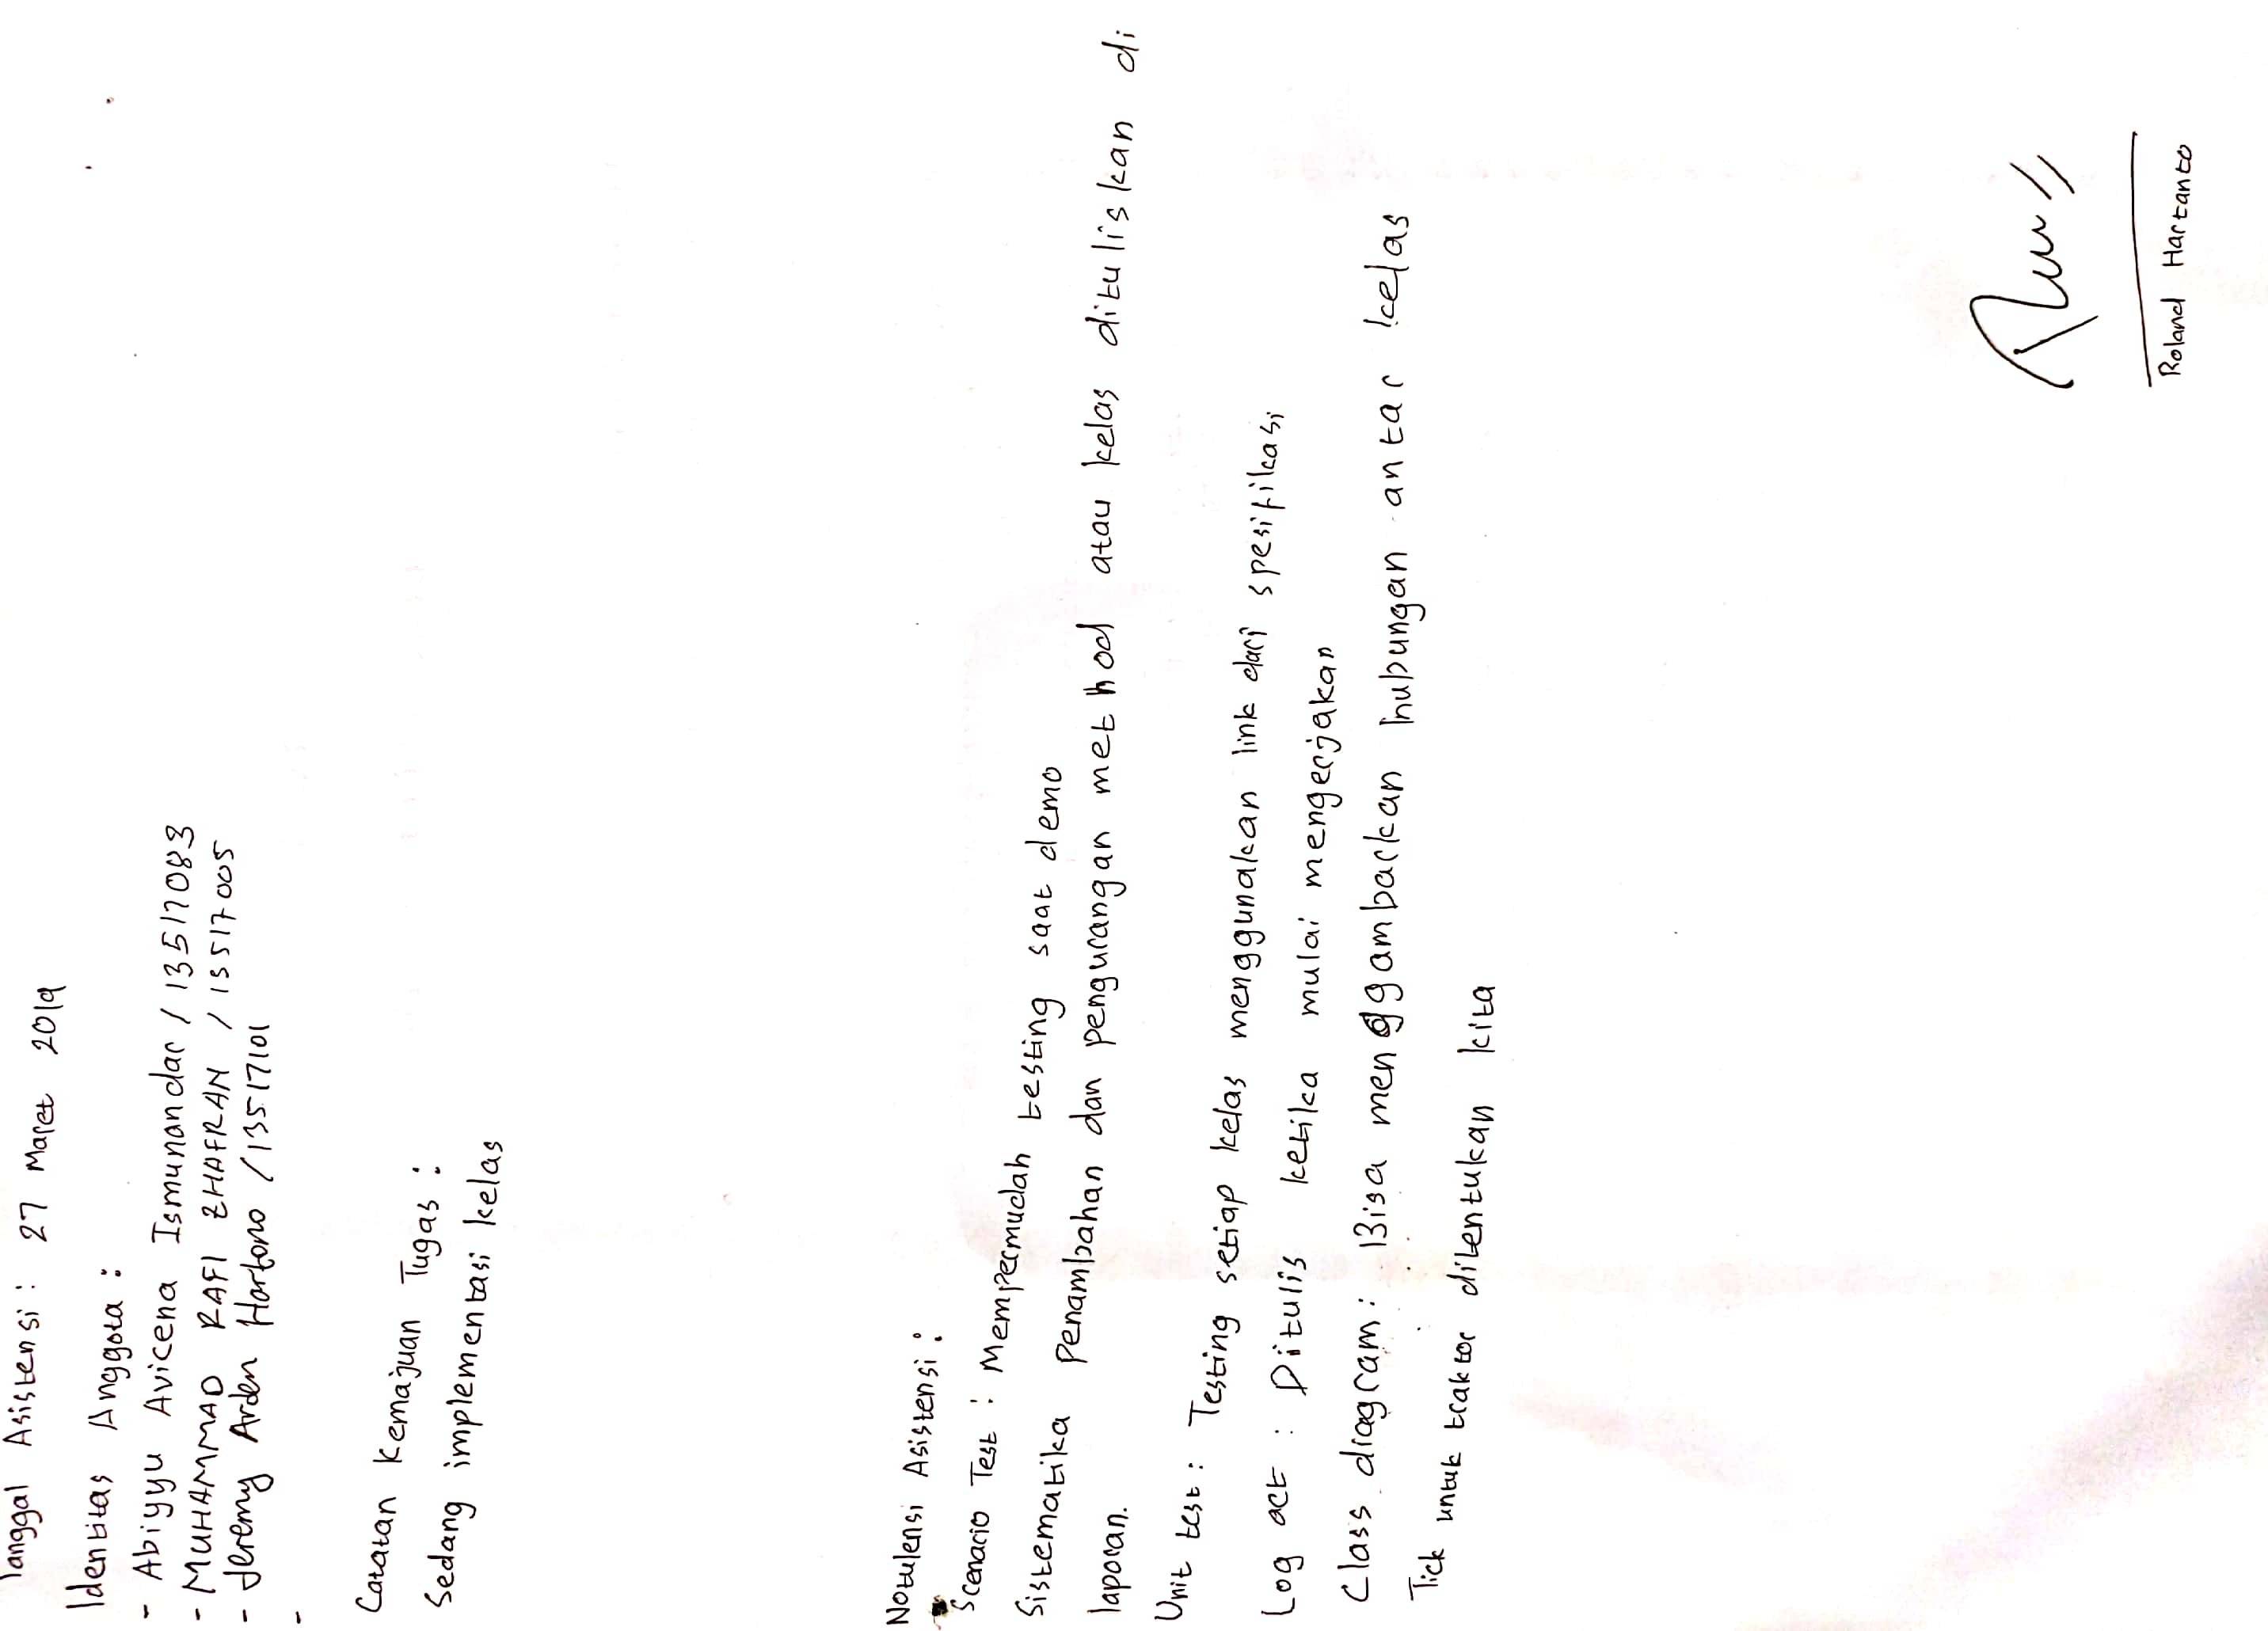 Tanggal Asistensi : 27 Maret 2019
Identitas Anggota :
- Abiyyu Avicena Ismunandar / 13517083
- MUHAMMAD RAFI ZHAFRAN / 13517005
- Jeremy Arden Hartono / 13517101
-
Catatan Kemajuan Tugas :
Sedang implementasi kelas
Notulensi Asistensi :
Scenario Test : Mempermudah testing saat demo
Sistematika Penambahan dan pengurangan method atau kelas dituliskan di
laporan.
Unit test : Testing setiap kelas menggunakan link dari spesifikasi
Log act : Ditulis ketika mulai mengerjakan
Class diagram : Bisa menggambarkan hubungan antar kelas
Tick untuk traktor ditentukan kita
Roland Hartanto